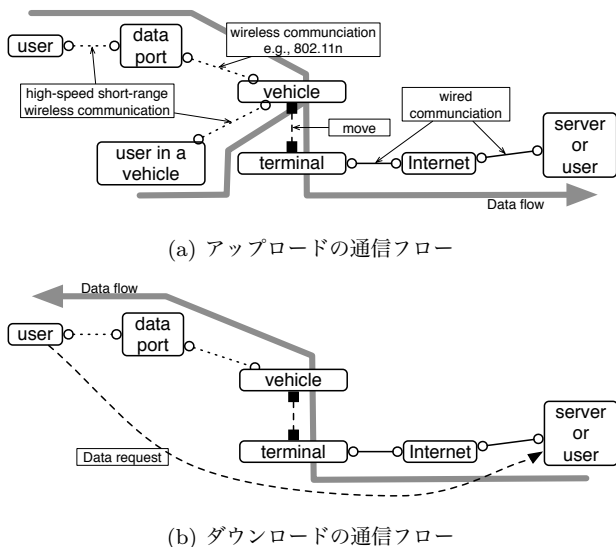 user
data
port
wireless communciation
e.g., 802.11n
high-speed short-range
wireless communication
vehicle
wired
communciation
move
user in a
vehicle
terminal
Internet
server
or
user
Data flow
(a) アップロードの通信フロー
Data flow
user
data
port
vehicle
server
or
user
terminal
Internet
Data request
(b) ダウンロードの通信フロー